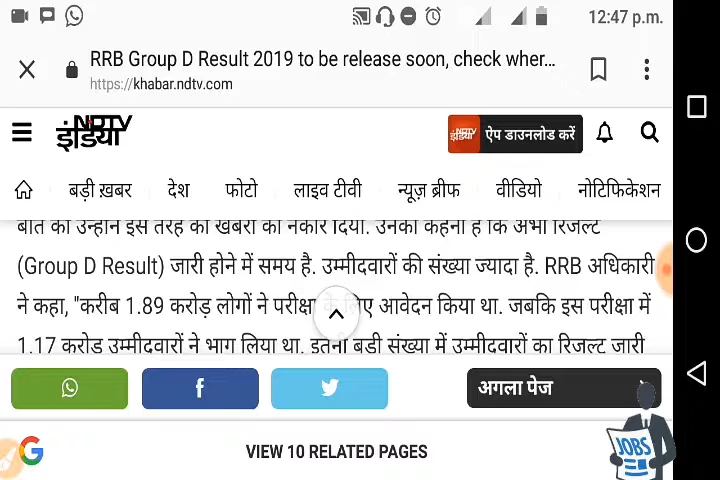 12:47 p.m.
RRB Group D Result 2019 to be release soon, check wher...
https://khabar.ndtv.com
NDTV
इंडिया
ऐप डाउनलोड करें
बड़ी ख़बर देश फोटो लाइव टीवी न्यूज़ ब्रीफ वीडियो नोटिफिकेशन
बात की उन्होंने इस तरह की खबरों को नकार दिया. उनका कहना है कि अभी रिजल्ट
(Group D Result) जारी होने में समय है. उम्मीदवारों की संख्या ज्यादा है. RRB अधिकारी
ने कहा, "करीब 1.89 करोड़ लोगों ने परीक्षा के लिए आवेदन किया था. जबकि इस परीक्षा में
1.17 करोड़ उम्मीदवारों ने भाग लिया था. इतनी बड़ी संख्या में उम्मीदवारों का रिजल्ट जारी
अगला पेज
VIEW 10 RELATED PAGES
JOBS